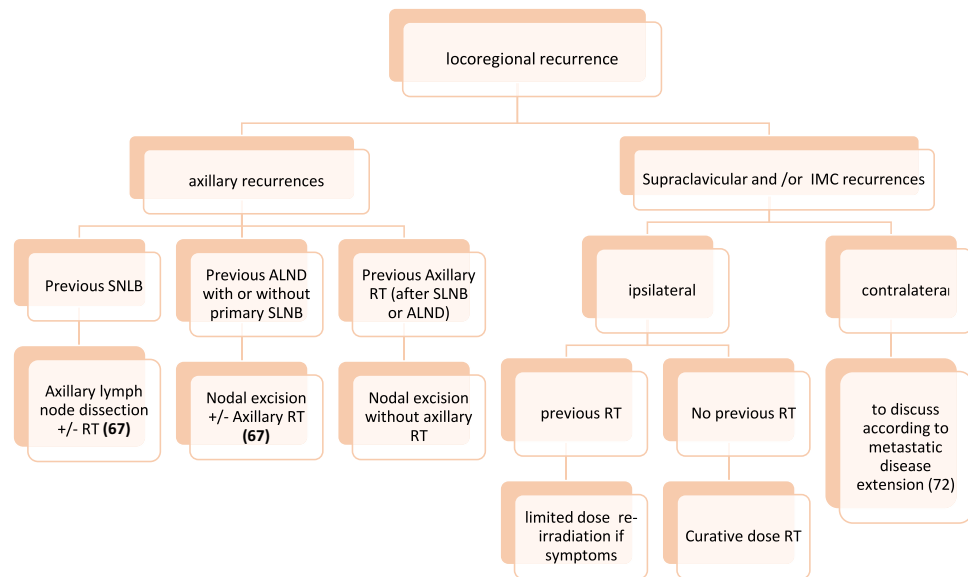 locoregional recurrence
axillary recurrences
Supraclavicular and /or IMC recurrences
Previous SNLB
Previous ALND
with or without
primary SLNB
Previous Axillary
RT (after SLNB
or ALND)
ipsilateral
contralateral
Axillary lymph
node dissection
+/- RT (67)
Nodal excision
+/- Axillary RT
(67)
Nodal excision
without axillary
RT
previous RT
No previous RT
to discuss
according to
metastatic
disease
extension (72)
limited dose re-
irradiation if
symptoms
Curative dose RT